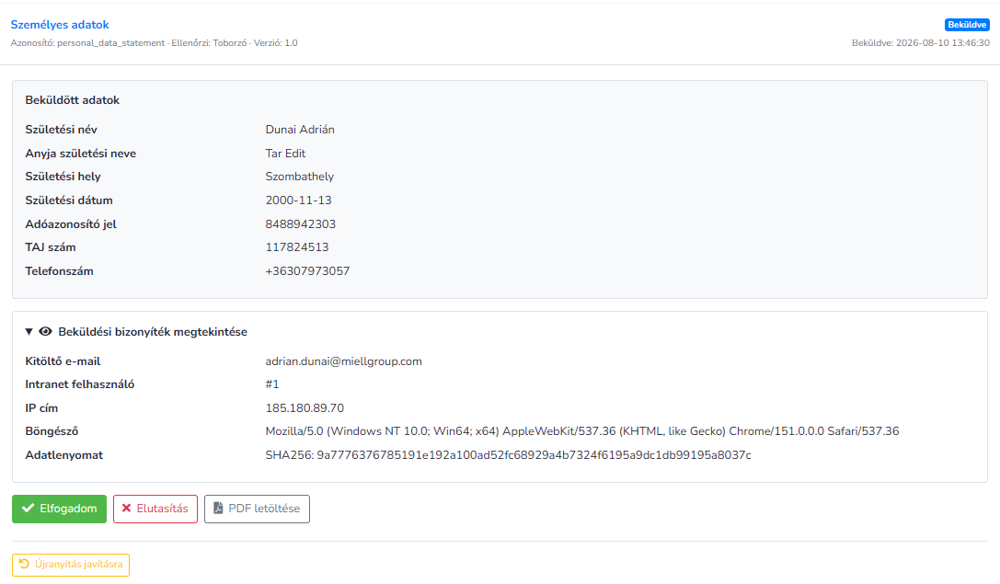 Személyes adatok
Beküldve
Azonosító: personal_data_statement · Ellenőrzi: Toborzó · Verzió: 1.0
Beküldve: 2026-08-10 13:46:30
Beküldött adatok
Születési név Dunai Adrián
Anyja születési neve Tar Edit
Születési hely Szombathely
Születési dátum 2000-11-13
Adóazonosító jel 8488942303
TAJ szám 117824513
Telefonszám +36307973057
Beküldési bizonyíték megtekintése
Kitöltő e-mail adrian.dunai@miellgroup.com
Intranet felhasználó #1
IP cím 185.180.89.70
Böngésző Mozilla/5.0 (Windows NT 10.0; Win64; x64) AppleWebKit/537.36 (KHTML, like Gecko) Chrome/151.0.0.0 Safari/537.36
Adatlenyomat SHA256: 9a7776376785191e192a100ad52fc68929a4b7324f6195a9dc1db99195a8037c
Elfogadom Elutasítás PDF letöltése
Újranyitás javításra